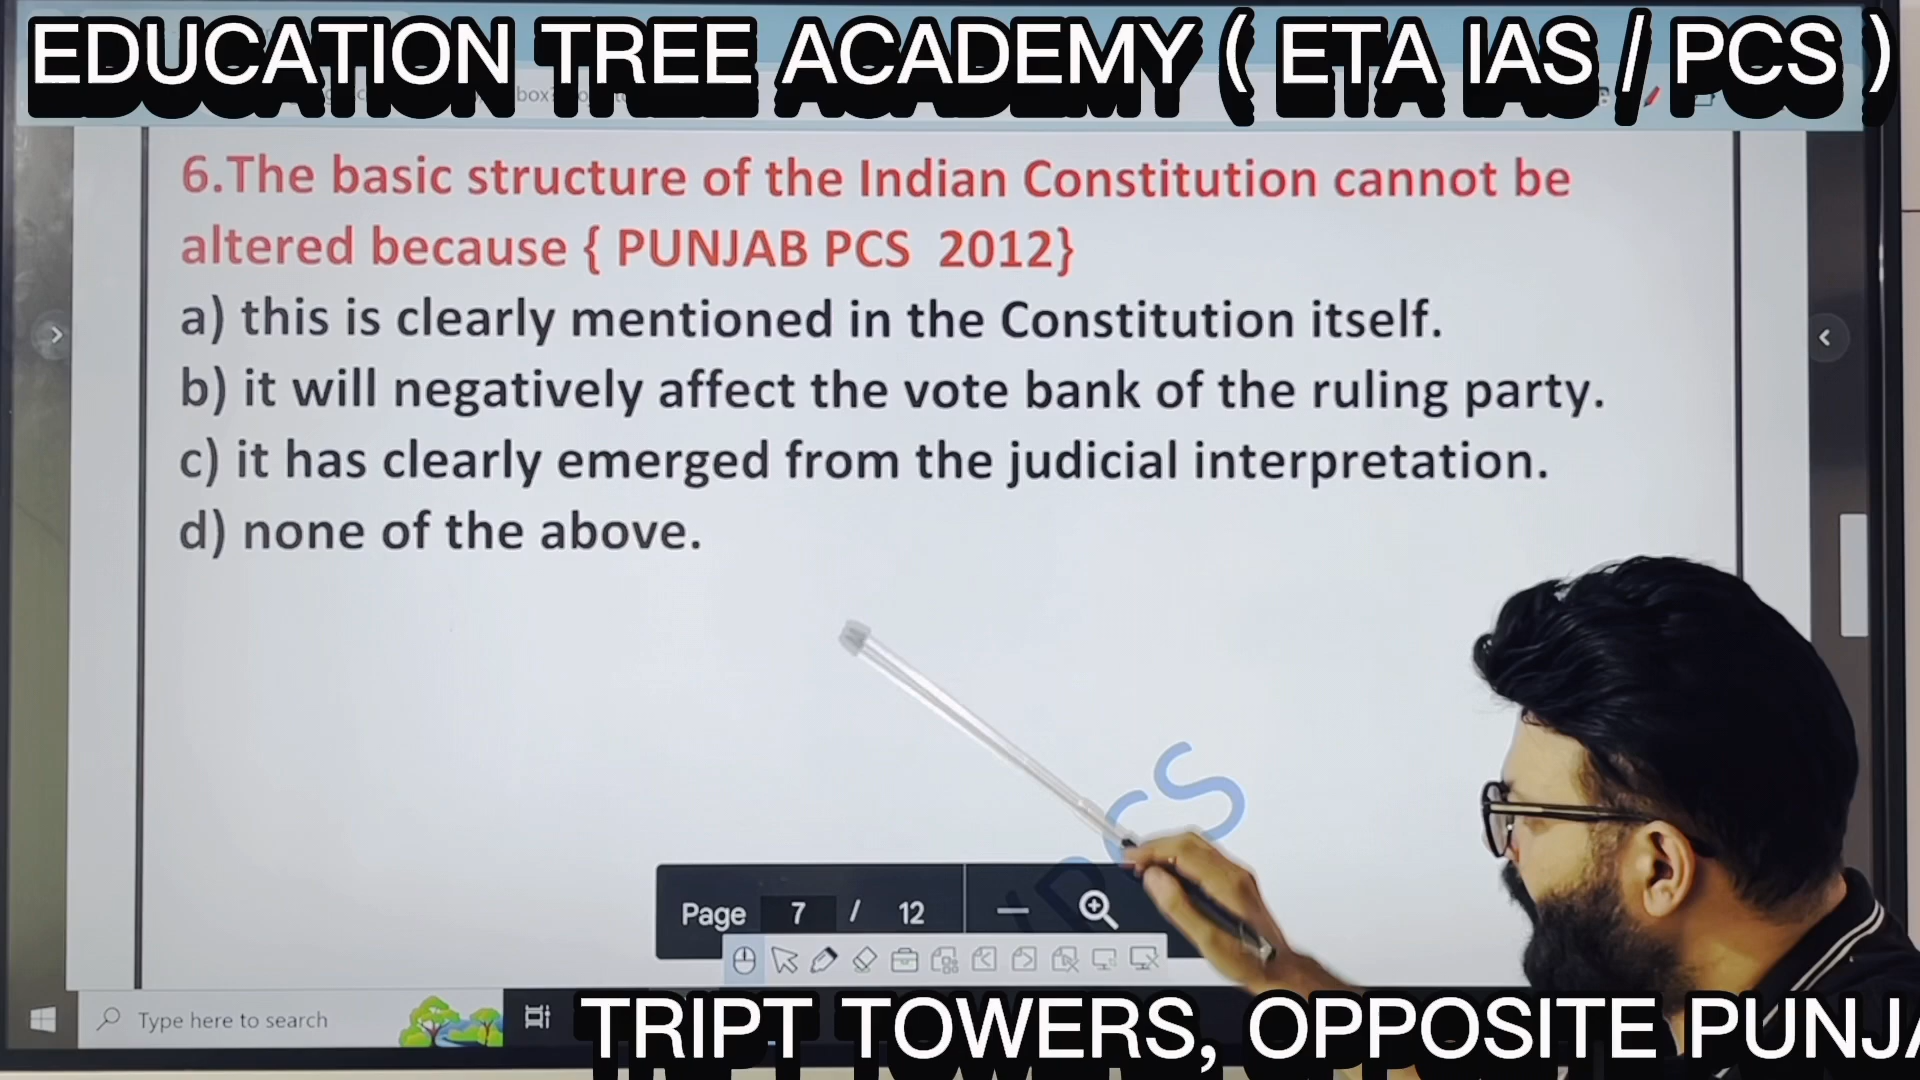 EDUCATION TREE ACADEMY ( ETA IAS / PCS )
6.The basic structure of the Indian Constitution cannot be
altered because { PUNJAB PCS  2012}
a) this is clearly mentioned in the Constitution itself.
b) it will negatively affect the vote bank of the ruling party.
c) it has clearly emerged from the judicial interpretation.
d) none of the above.
PCS
Page 7 / 12
Type here to search
TRIPT TOWERS, OPPOSITE PUNJA